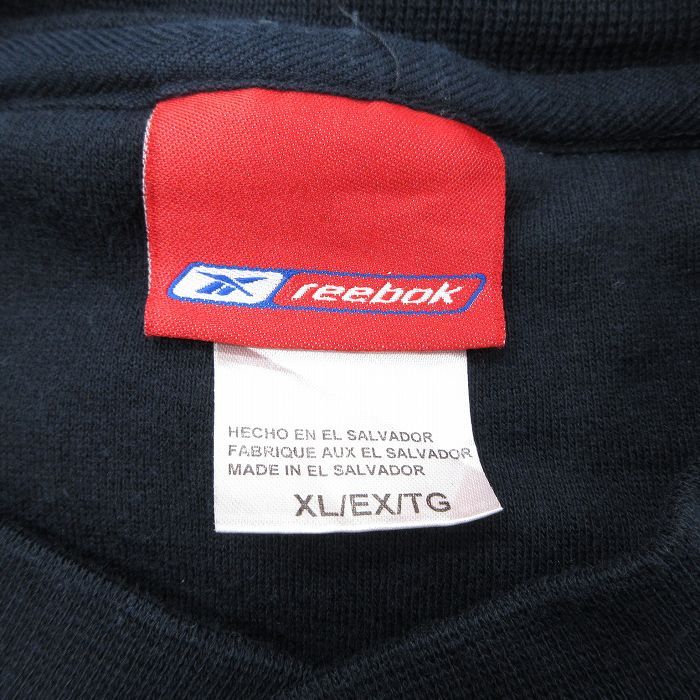 reebok
HECHO EN EL SALVADOR
FABRIQUE AUX EL SALVADOR
MADE IN EL SALVADOR
XL/EX/TG